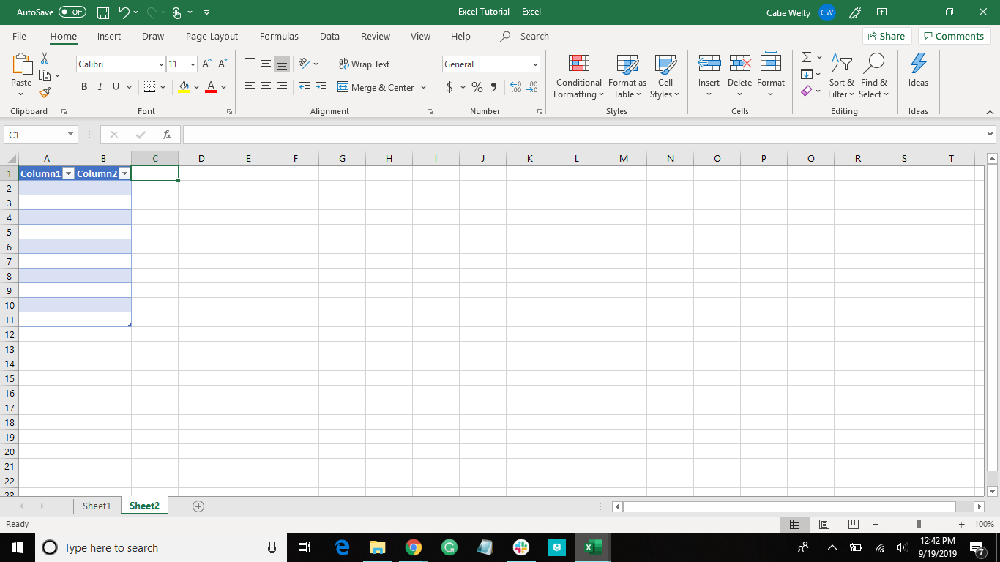 AutoSave Off Excel Tutorial - Excel Catie Welty CW
File Home Insert Draw Page Layout Formulas Data Review View Help Search Share Comments
Calibri 11 A A ab Wrap Text General Σ A Z
Paste B I U A Merge & Center $ % , Conditional Formatting Format as Table Cell Styles Insert Delete Format Sort & Filter Find & Select Ideas
Clipboard Font Alignment Number Styles Cells Editing Ideas
C1 fx
A B C D E F G H I J K L M N O P Q R S T
1 Column1 Column2
2
3
4
5
6
7
8
9
10
11
12
13
14
15
16
17
18
19
20
21
22
23
Sheet1 Sheet2
Ready 100%
Type here to search 12:42 PM
9/19/2019 7